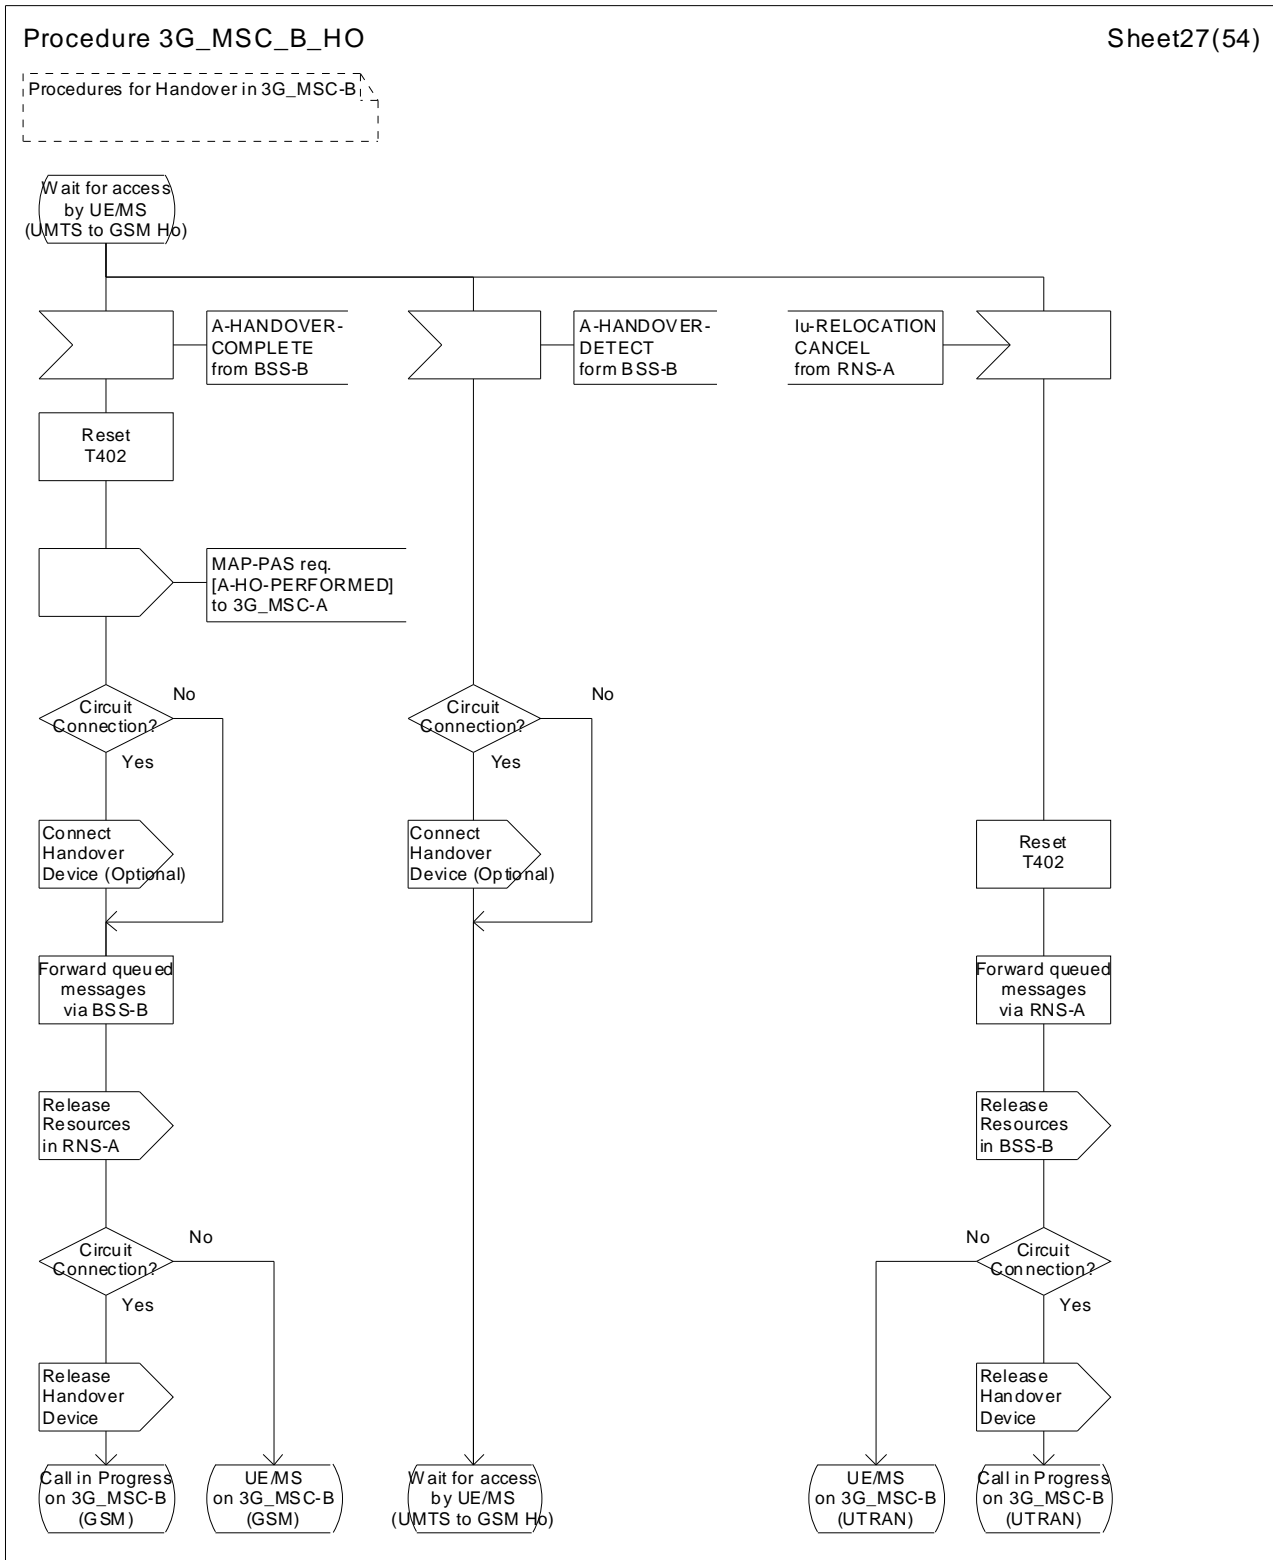 Procedure 3G_MSC_B_HO
Sheet27(54)
Procedures for Handover in 3G_MSC-B
Wait for access
by UE/MS
(UMTS to GSM Ho)
A-HANDOVER-
COMPLETE
from BSS-B
A-HANDOVER-
DETECT
form BSS-B
Iu-RELOCATION
CANCEL
from RNS-A
Reset
T402
MAP-PAS req.
[A-HO-PERFORMED]
to 3G_MSC-A
Circuit
Connection?
No
Yes
Circuit
Connection?
No
Yes
Connect
Handover
Device (Optional)
Connect
Handover
Device (Optional)
Reset
T402
Forward queued
messages
via BSS-B
Forward queued
messages
via RNS-A
Release
Resources
in RNS-A
Release
Resources
in BSS-B
Circuit
Connection?
No
Yes
No
Circuit
Connection?
Yes
Release
Handover
Device
Release
Handover
Device
Call in Progress
on 3G_MSC-B
(GSM)
UE/MS
on 3G_MSC-B
(GSM)
Wait for access
by UE/MS
(UMTS to GSM Ho)
UE/MS
on 3G_MSC-B
(UTRAN)
Call in Progress
on 3G_MSC-B
(UTRAN)